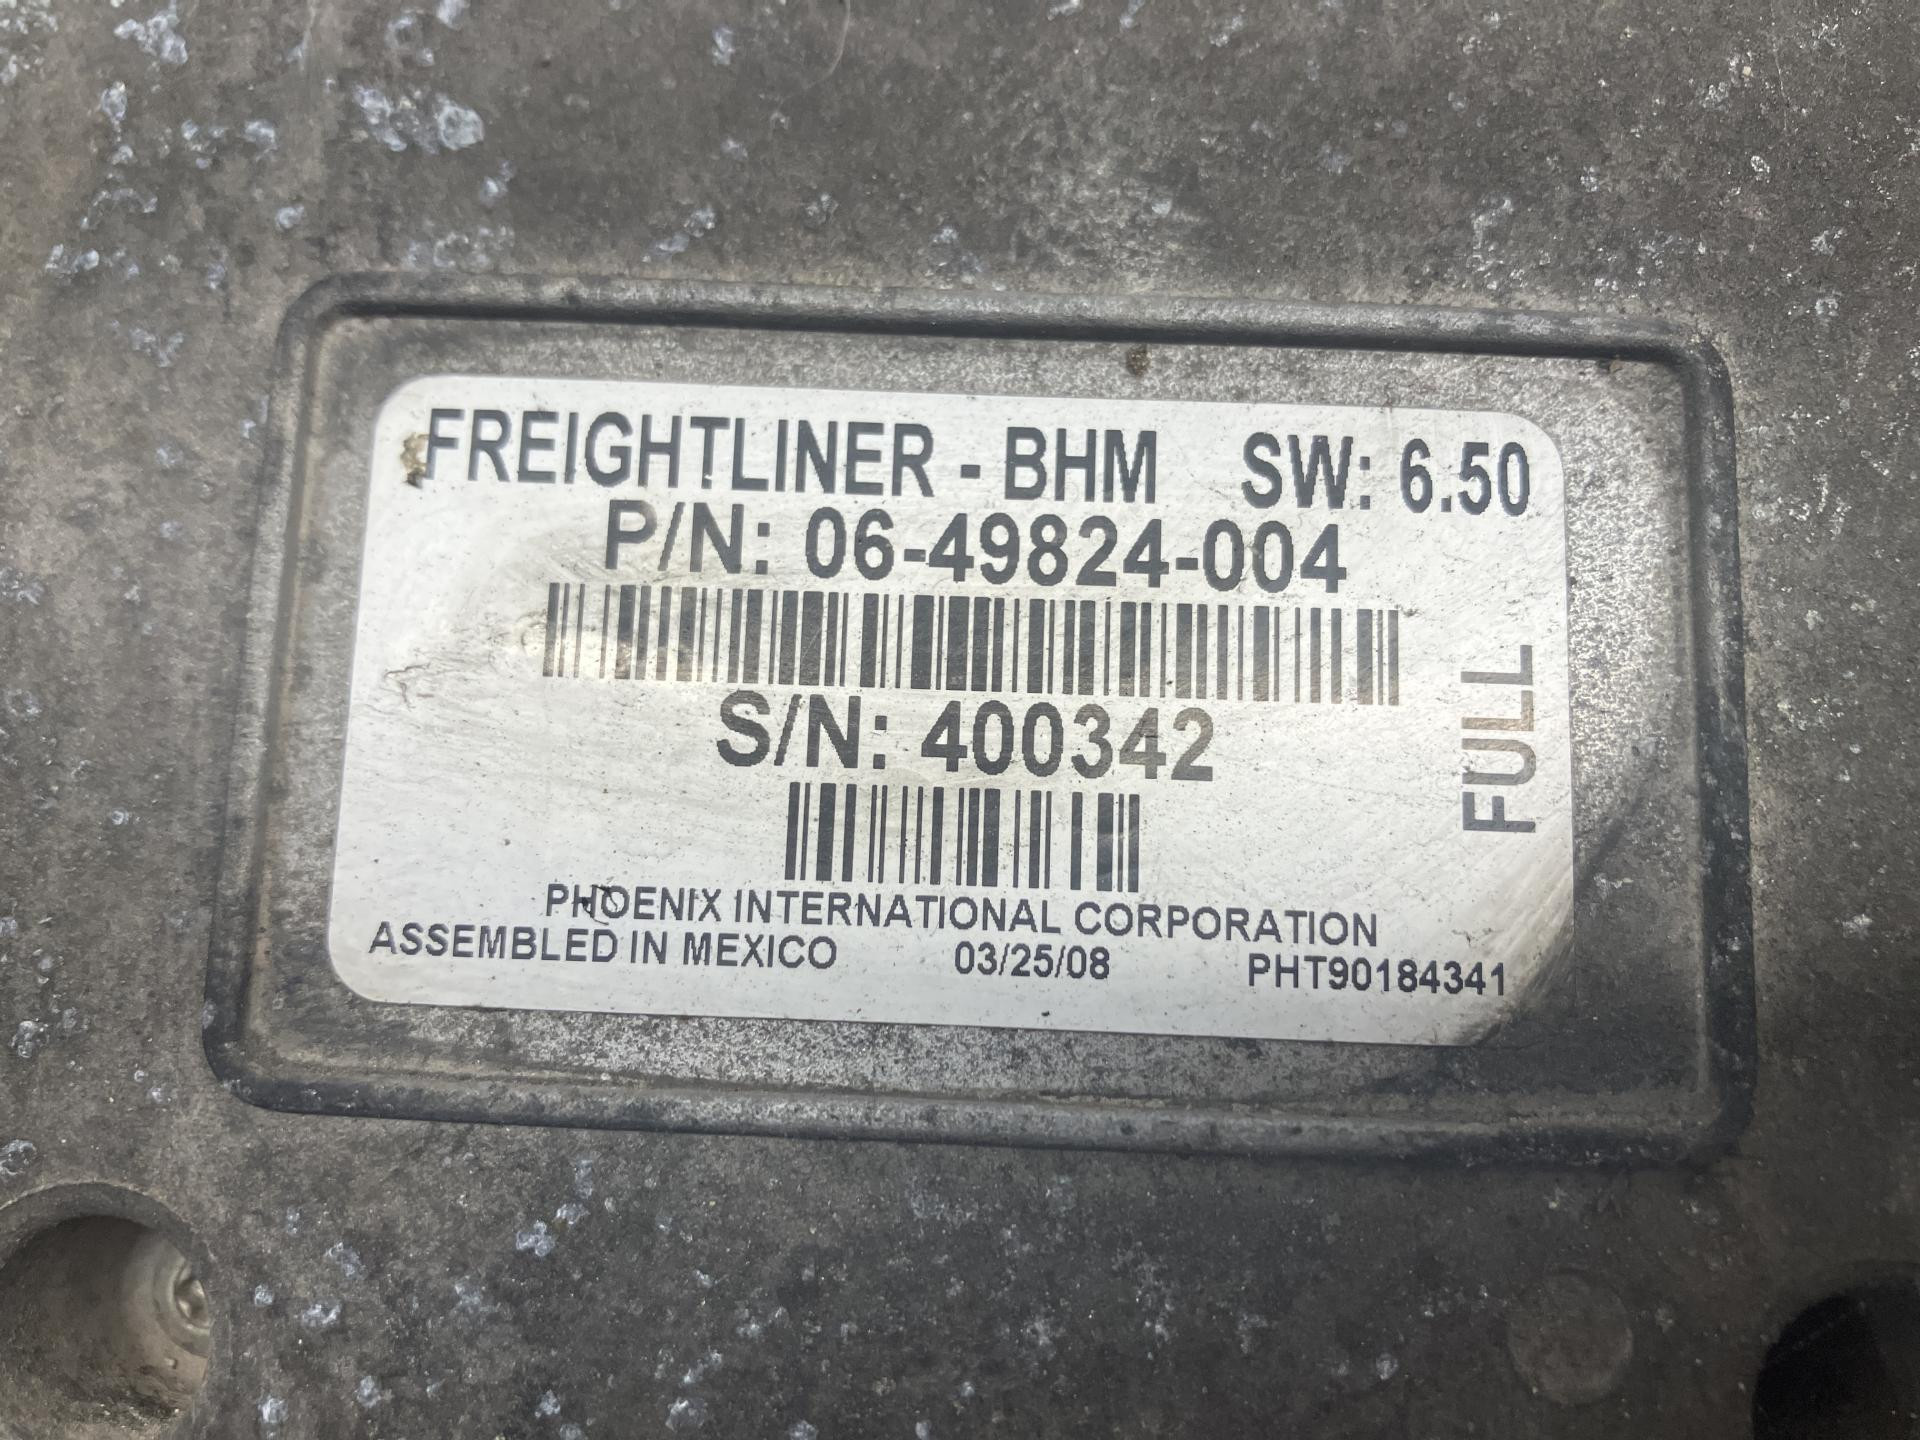 FREIGHTLINER - BHM SW: 6.50
P/N: 06-49824-004
S/N: 400342
FULL
PHOENIX INTERNATIONAL CORPORATION
ASSEMBLED IN MEXICO 03/25/08 PHT90184341